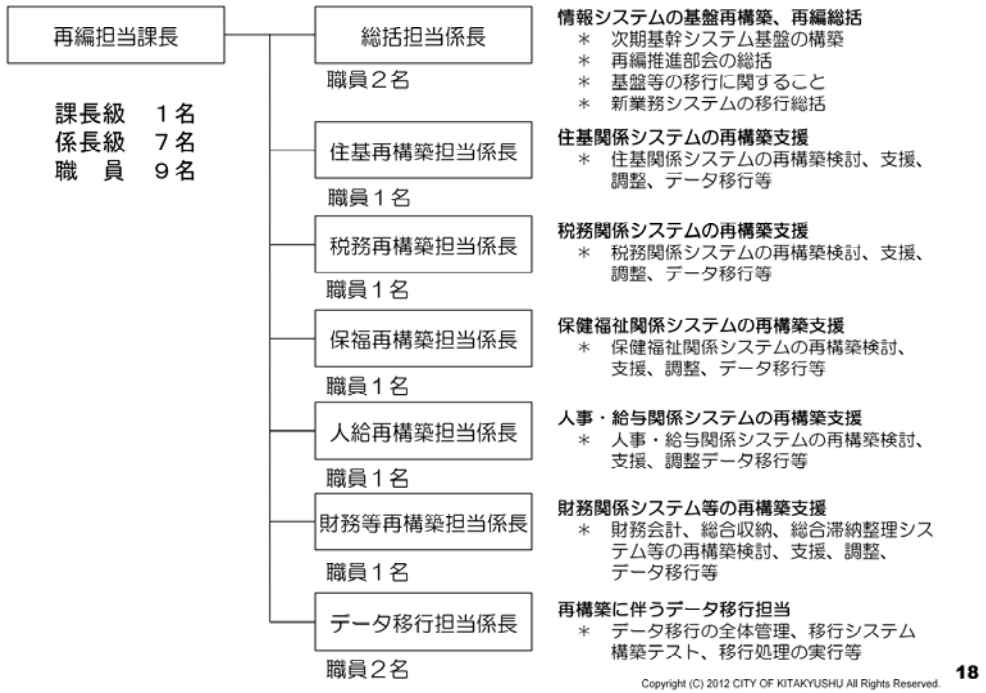 再編担当課長
課長級　１名
係長級　７名
職　員　９名
総括担当係長
職員２名
情報システムの基盤再構築、再編総括
＊　次期基幹システム基盤の構築
＊　再編推進部会の総括
＊　基盤等の移行に関すること
＊　新業務システムの移行総括
住基再構築担当係長
職員１名
住基関係システムの再構築支援
＊　住基関係システムの再構築検討、支援、
調整、データ移行等
税務再構築担当係長
職員１名
税務関係システムの再構築支援
＊　税務関係システムの再構築検討、支援、
調整、データ移行等
保福再構築担当係長
職員１名
保健福祉関係システムの再構築支援
＊　保健福祉関係システムの再構築検討、
支援、調整、データ移行等
人給再構築担当係長
職員１名
人事・給与関係システムの再構築支援
＊　人事・給与関係システムの再構築検討、
支援、調整データ移行等
財務等再構築担当係長
職員１名
財務関係システム等の再構築支援
＊　財務会計、総合収納、総合滞納整理シス
テム等の再構築検討、支援、調整、
データ移行等
データ移行担当係長
職員２名
再構築に伴うデータ移行担当
＊　データ移行の全体管理、移行システム
構築テスト、移行処理の実行等
Copyright (C) 2012 CITY OF KITAKYUSHU All Rights Reserved.
18